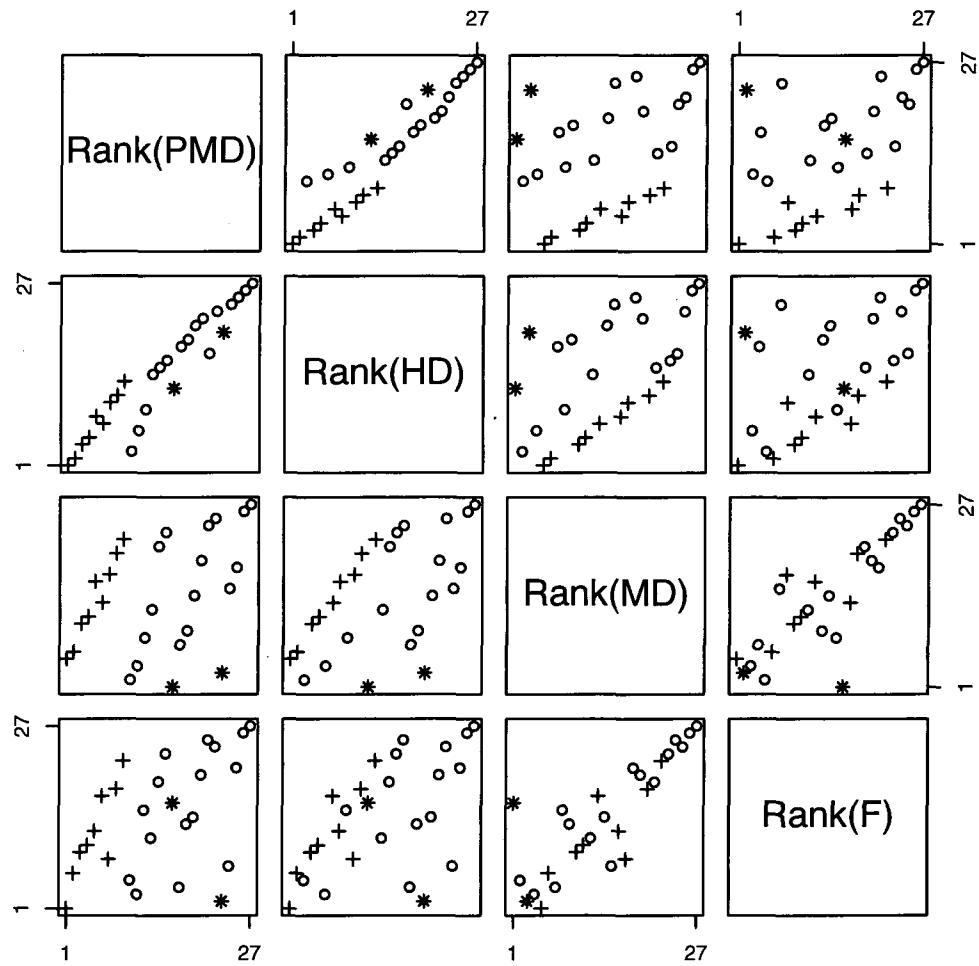 1 27 1 27
Rank(PMD) 27 1
27 1 Rank(HD)
Rank(MD) 27 1
27 1 Rank(F)
1 27 1 27